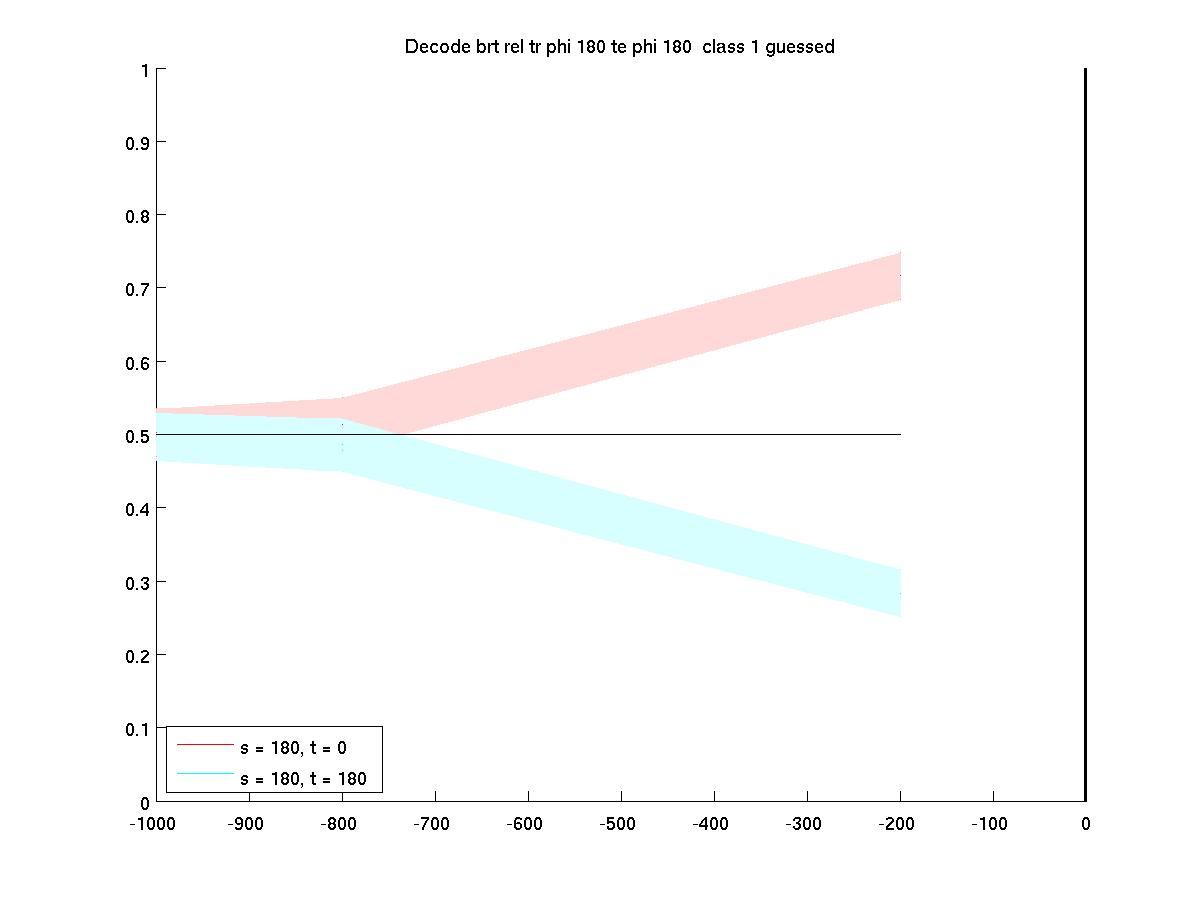 Decode brt rel tr phi 180 te phi 180  class 1 guessed
1
0.9
0.8
0.7
0.6
0.5
0.4
0.3
0.2
0.1
0
s = 180, t = 0
s = 180, t = 180
-1000 -900 -800 -700 -600 -500 -400 -300 -200 -100 0